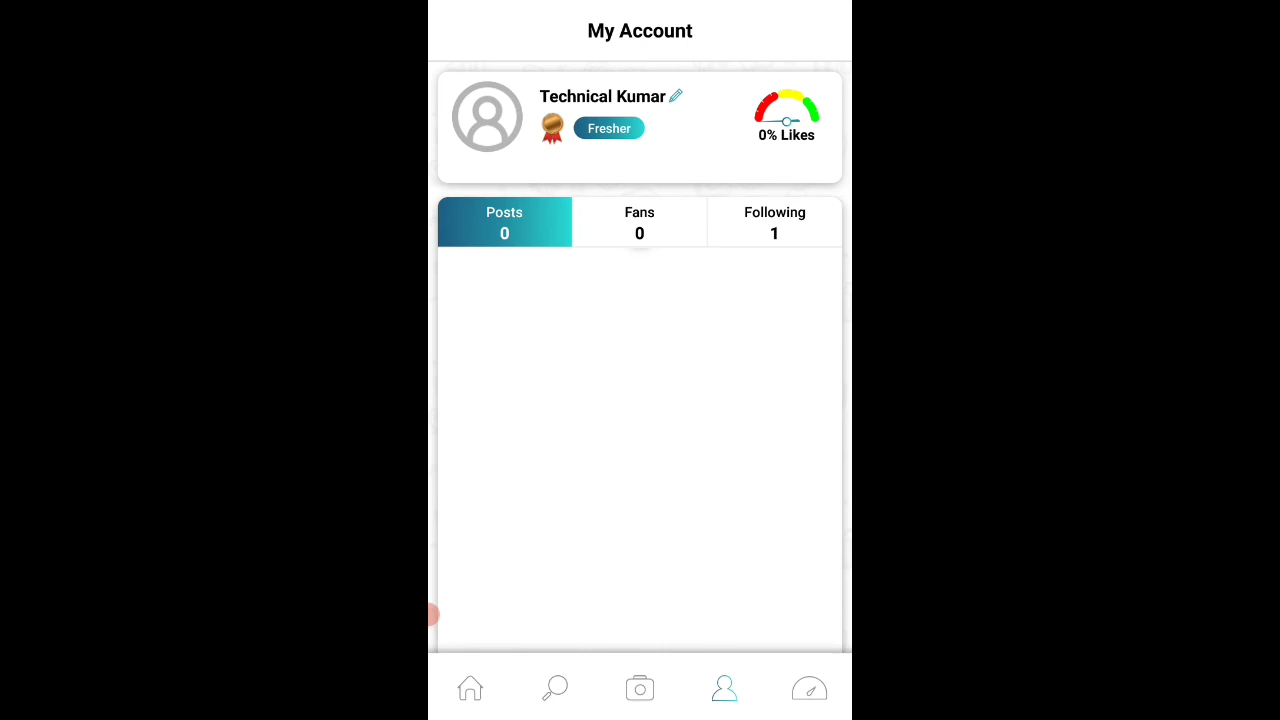 My Account
Technical Kumar
Fresher
0% Likes
Posts
0
Fans
0
Following
1